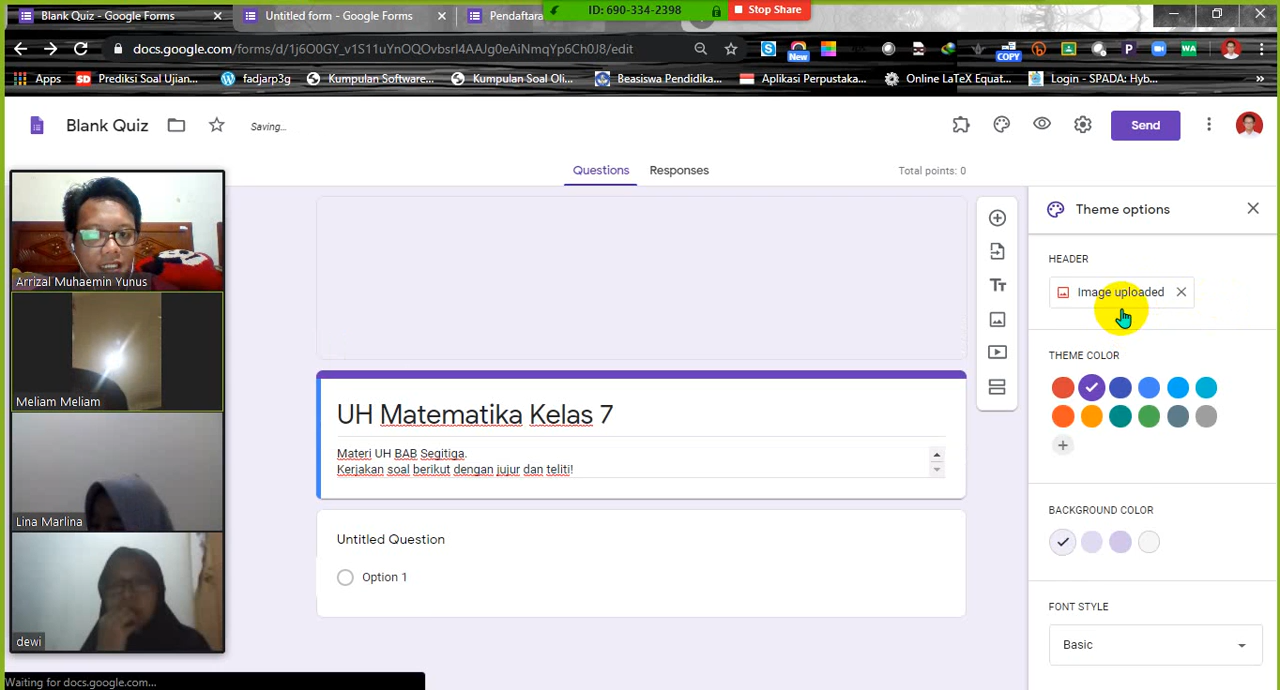 Blank Quiz - Google Forms
Untitled form - Google Forms
Pendaftara
ID: 690-334-2398
Stop Share
docs.google.com/forms/d/1j6O0GY_v1S11uYnOQOvbsrl4AAJg0eAiNmqYp6Ch0J8/edit
New
COPY
WA
Apps
Prediksi Soal Ujian...
fadjarp3g
Kumpulan Software...
Kumpulan Soal Oli...
Beasiswa Pendidika...
Aplikasi Perpustaka...
Online LaTeX Equat...
Login - SPADA: Hyb...
Blank Quiz
Saving...
Send
Questions
Responses
Total points: 0
Arrizal Muhaemin Yunus
Meliam Meliam
Lina Marlina
dewi
UH Matematika Kelas 7
Materi UH BAB Segitiga.
Kerjakan soal berikut dengan jujur dan teliti!
Untitled Question
Option 1
Theme options
HEADER
Image uploaded
THEME COLOR
BACKGROUND COLOR
FONT STYLE
Basic
Waiting for docs.google.com...